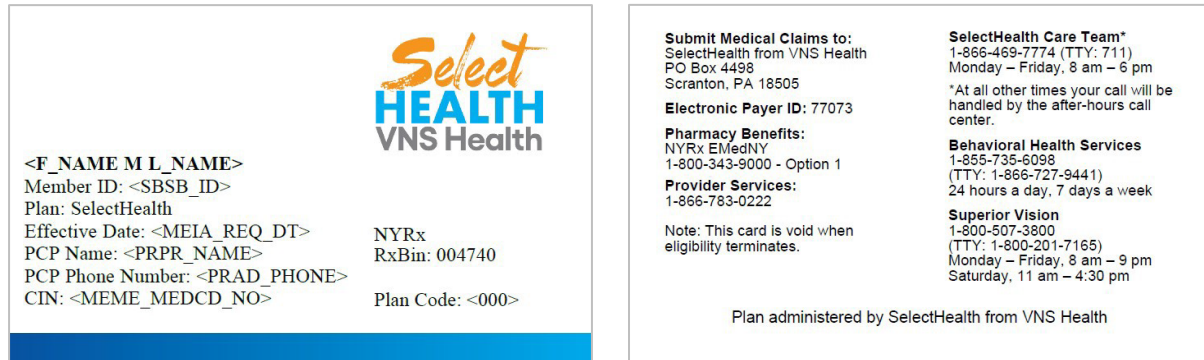 Select
HEALTH
VNS Health
<F_NAME M L_NAME>
Member ID: <SBSB_ID>
Plan: SelectHealth
Effective Date: <MEIA_REQ_DT>
PCP Name: <PRPR_NAME>
PCP Phone Number: <PRAD_PHONE>
CIN: <MEME_MEDCD_NO>
NYRx
RxBin: 004740
Plan Code: <000>
Submit Medical Claims to:
SelectHealth from VNS Health
PO Box 4498
Scranton, PA 18505
Electronic Payer ID: 77073
Pharmacy Benefits:
NYRx EMedNY
1-800-343-9000 - Option 1
Provider Services:
1-866-783-0222
Note: This card is void when
eligibility terminates.
SelectHealth Care Team*
1-866-469-7774 (TTY: 711)
Monday – Friday, 8 am – 6 pm
*At all other times your call will be
handled by the after-hours call
center.
Behavioral Health Services
1-855-735-6098
(TTY: 1-866-727-9441)
24 hours a day, 7 days a week
Superior Vision
1-800-507-3800
(TTY: 1-800-201-7165)
Monday – Friday, 8 am – 9 pm
Saturday, 11 am – 4:30 pm
Plan administered by SelectHealth from VNS Health